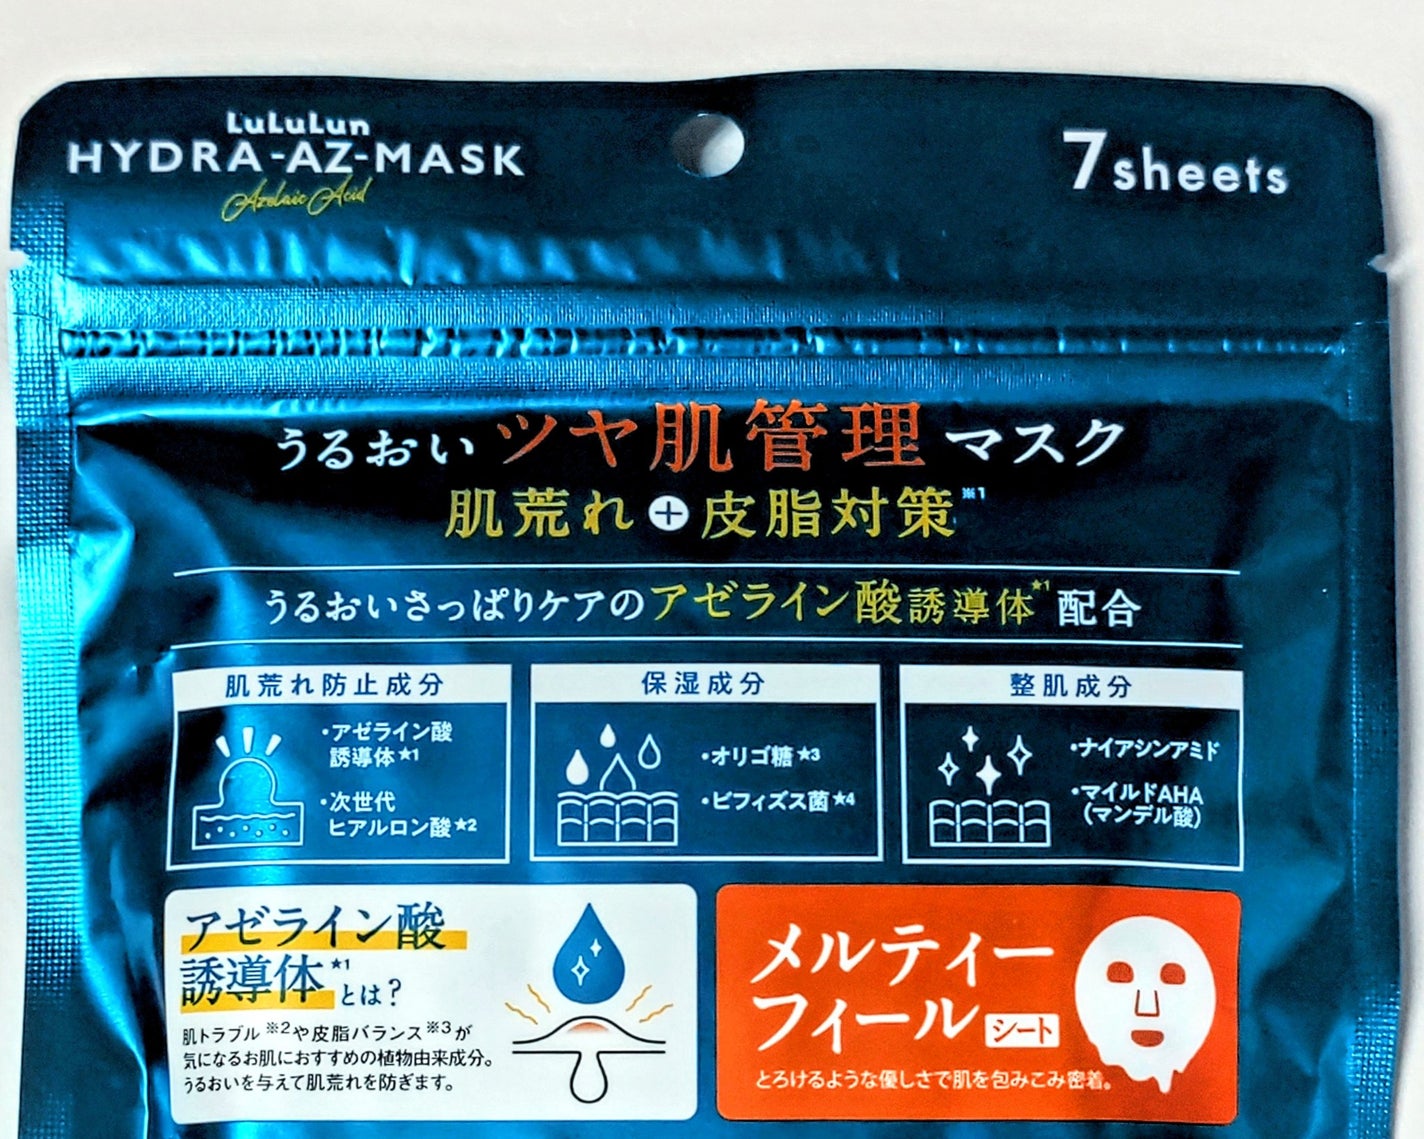 LuLuLun
HYDRA-AZ-MASK
Azelaic Acid
7sheets
うるおいツヤ肌管理マスク
肌荒れ+皮脂対策※1
うるおいさっぱりケアのアゼライン酸誘導体★1配合
肌荒れ防止成分
・アゼライン酸
誘導体★1
・次世代
ヒアルロン酸★2
保湿成分
・オリゴ糖★3
・ビフィズス菌★4
整肌成分
・ナイアシンアミド
・マイルドAHA
(マンデル酸)
アゼライン酸
誘導体★1とは?
肌トラブル※2や皮脂バランス※3が
気になるお肌におすすめの植物由来成分。
うるおいを与えて肌荒れを防ぎます。
メルティー
フィールシート
とろけるような優しさで肌を包みこみ密着。